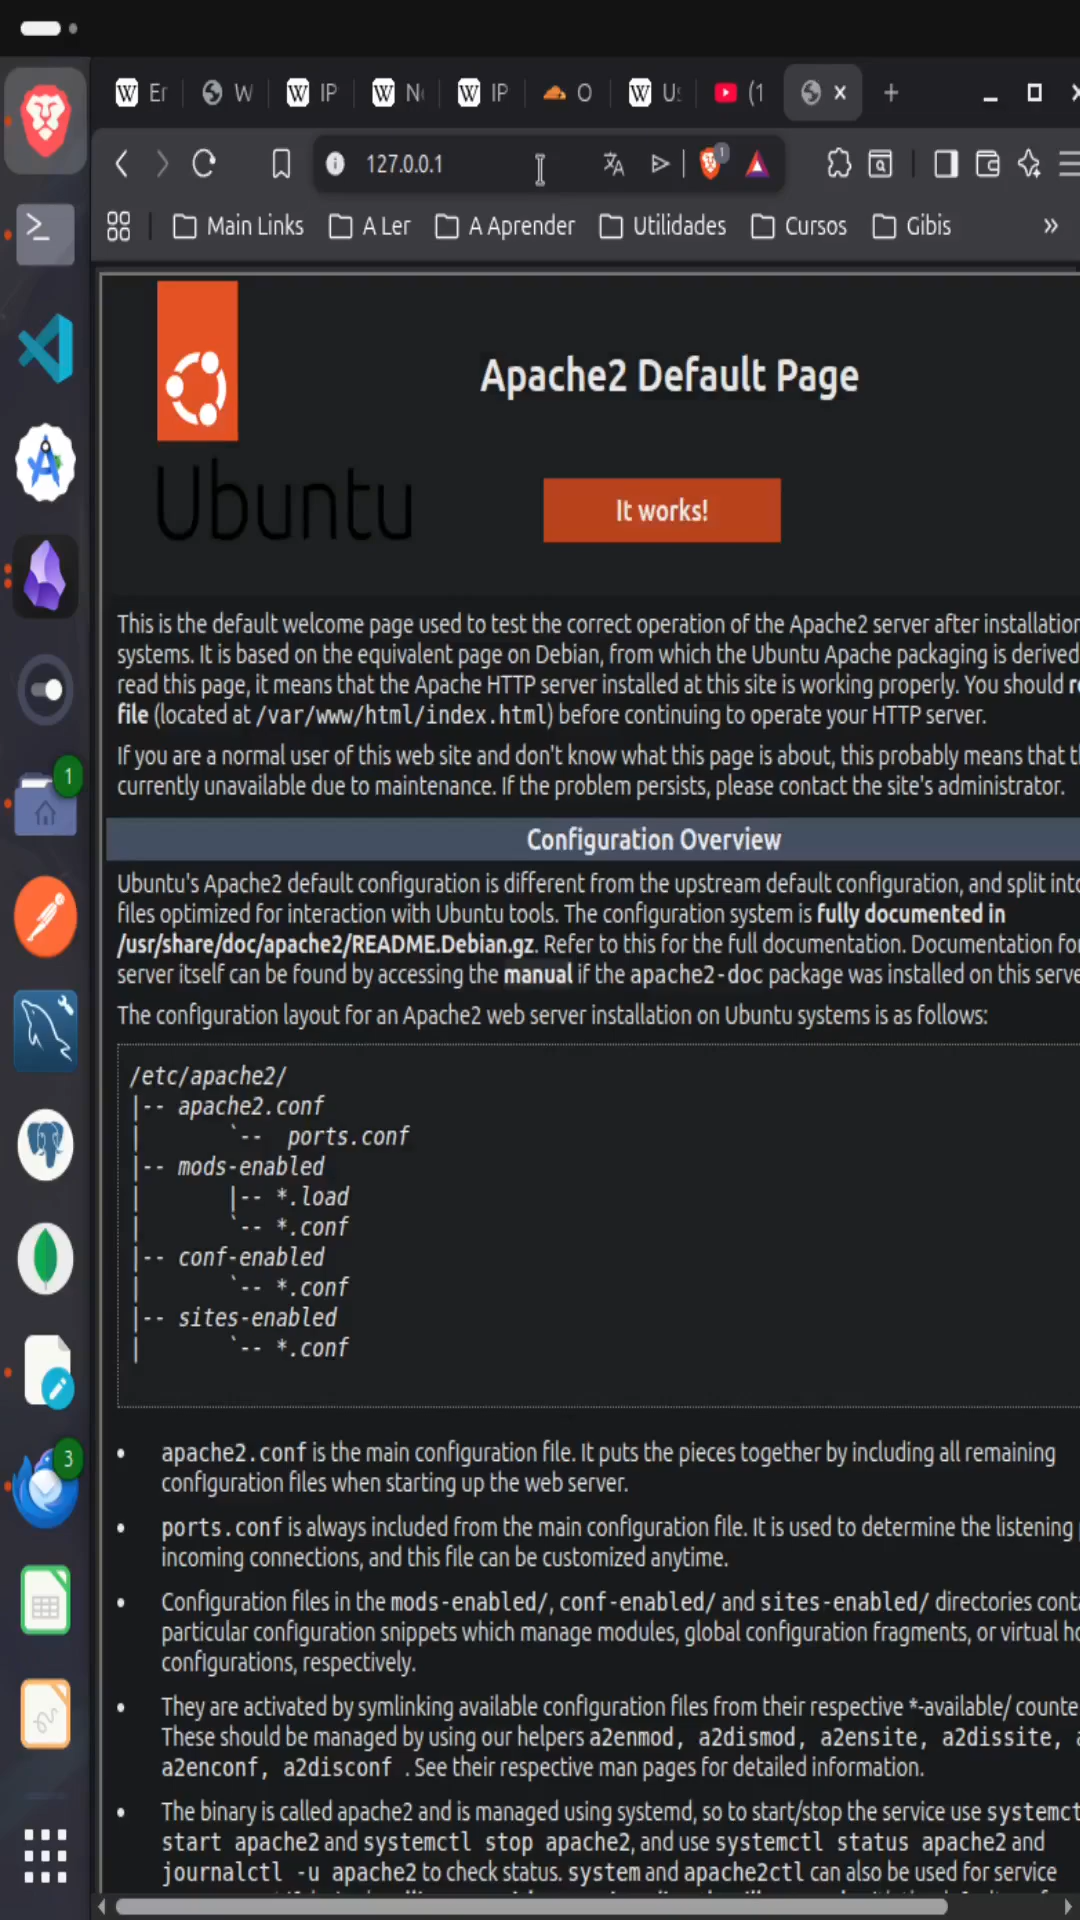 Er
W
IP
N
IP
O
Us
(1
127.0.0.1
1
Main Links
A Ler
A Aprender
Utilidades
Cursos
Gibis
»
Apache2 Default Page
Ubuntu
It works!
This is the default welcome page used to test the correct operation of the Apache2 server after installation
systems. It is based on the equivalent page on Debian, from which the Ubuntu Apache packaging is derived
read this page, it means that the Apache HTTP server installed at this site is working properly. You should
file (located at /var/www/html/index.html) before continuing to operate your HTTP server.
If you are a normal user of this web site and don't know what this page is about, this probably means that
currently unavailable due to maintenance. If the problem persists, please contact the site's administrator.
Configuration Overview
Ubuntu's Apache2 default configuration is different from the upstream default configuration, and split into
files optimized for interaction with Ubuntu tools. The configuration system is fully documented in
/usr/share/doc/apache2/README.Debian.gz. Refer to this for the full documentation. Documentation for
server itself can be found by accessing the manual if the apache2-doc package was installed on this serve
The configuration layout for an Apache2 web server installation on Ubuntu systems is as follows:
/etc/apache2/
|-- apache2.conf
|       `--  ports.conf
|-- mods-enabled
|       |-- *.load
|       `-- *.conf
|-- conf-enabled
|       `-- *.conf
|-- sites-enabled
|       `-- *.conf
• apache2.conf is the main configuration file. It puts the pieces together by including all remaining
configuration files when starting up the web server.
• ports.conf is always included from the main configuration file. It is used to determine the listening
incoming connections, and this file can be customized anytime.
• Configuration files in the mods-enabled/, conf-enabled/ and sites-enabled/ directories conta
particular configuration snippets which manage modules, global configuration fragments, or virtual ho
configurations, respectively.
• They are activated by symlinking available configuration files from their respective *-available/ counte
These should be managed by using our helpers a2enmod, a2dismod, a2ensite, a2dissite,
a2enconf, a2disconf . See their respective man pages for detailed information.
• The binary is called apache2 and is managed using systemd, so to start/stop the service use systemct
start apache2 and systemctl stop apache2, and use systemctl status apache2 and
journalctl -u apache2 to check status. system and apache2ctl can also be used for service
1
3